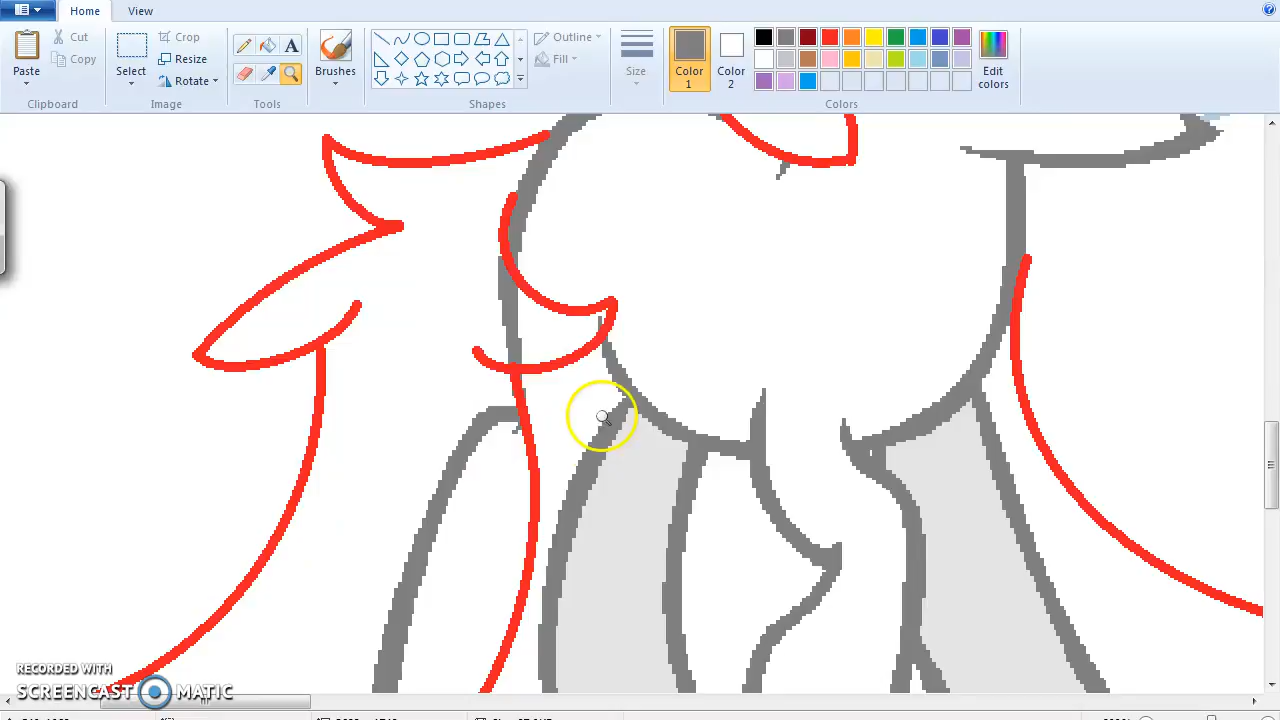 Home View
Paste
Cut
Copy
Clipboard
Select
Crop
Resize
Rotate
Image
A
Tools
Brushes
Shapes
Outline
Fill
Size
Color 1
Color 2
Edit colors
Colors
RECORDED WITH
SCREENCAST MATIC